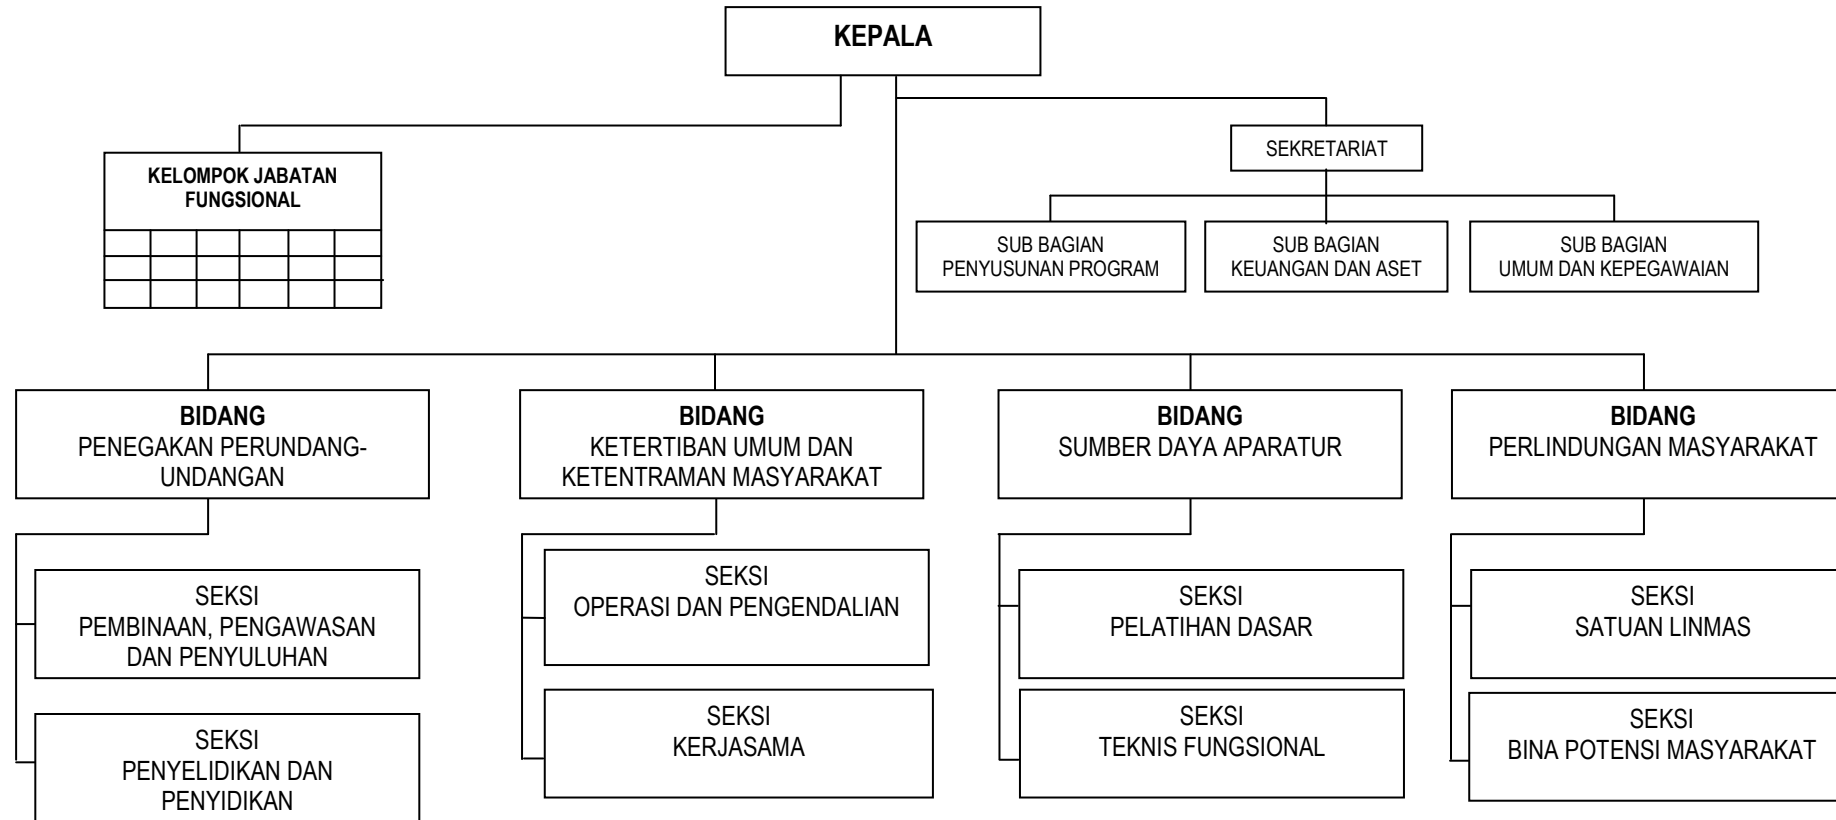 KEPALA
SEKRETARIAT
KELOMPOK JABATAN
FUNGSIONAL
SUB BAGIAN
PENYUSUNAN PROGRAM
SUB BAGIAN
KEUANGAN DAN ASET
SUB BAGIAN
UMUM DAN KEPEGAWAIAN
BIDANG
PENEGAKAN PERUNDANG-
UNDANGAN
BIDANG
KETERTIBAN UMUM DAN
KETENTRAMAN MASYARAKAT
BIDANG
SUMBER DAYA APARATUR
BIDANG
PERLINDUNGAN MASYARAKAT
SEKSI
PEMBINAAN, PENGAWASAN
DAN PENYULUHAN
SEKSI
OPERASI DAN PENGENDALIAN
SEKSI
PELATIHAN DASAR
SEKSI
SATUAN LINMAS
SEKSI
PENYELIDIKAN DAN
PENYIDIKAN
SEKSI
KERJASAMA
SEKSI
TEKNIS FUNGSIONAL
SEKSI
BINA POTENSI MASYARAKAT